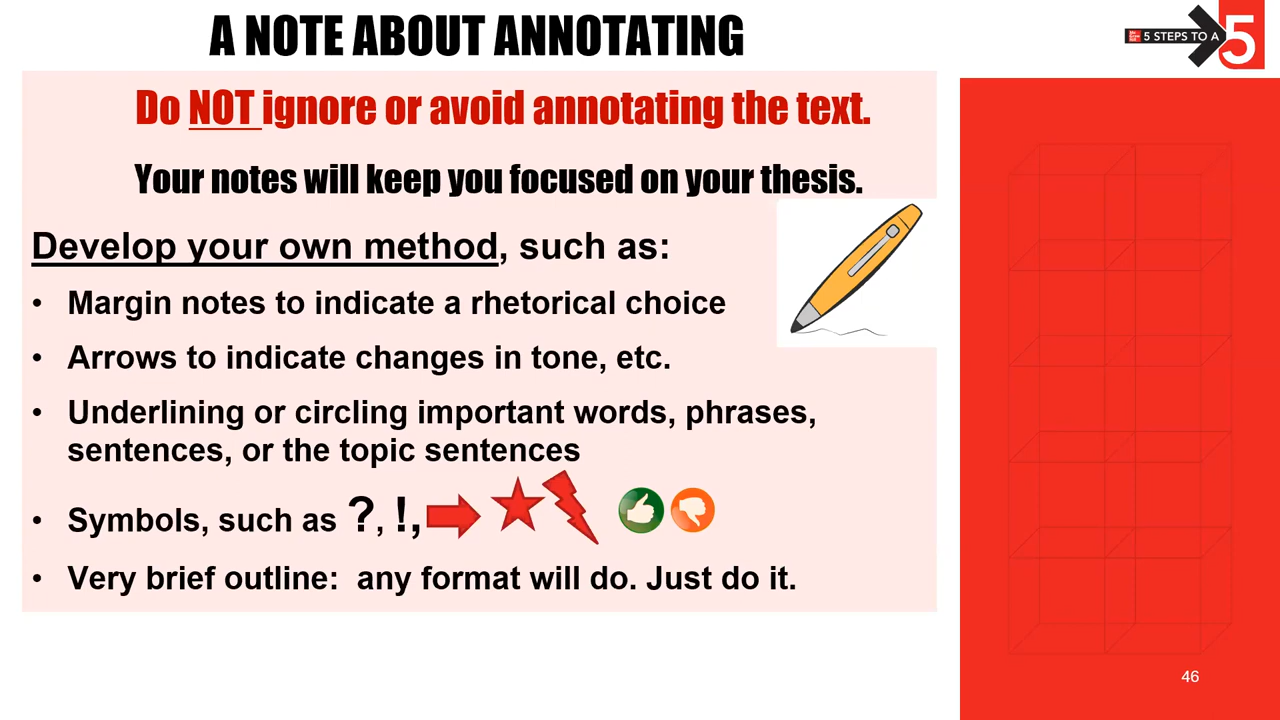 A NOTE ABOUT ANNOTATING
5 STEPS TO A 5
Do NOT ignore or avoid annotating the text.
Your notes will keep you focused on your thesis.
Develop your own method, such as:
• Margin notes to indicate a rhetorical choice
• Arrows to indicate changes in tone, etc.
• Underlining or circling important words, phrases,
sentences, or the topic sentences
• Symbols, such as ?, !,
• Very brief outline:  any format will do. Just do it.
46